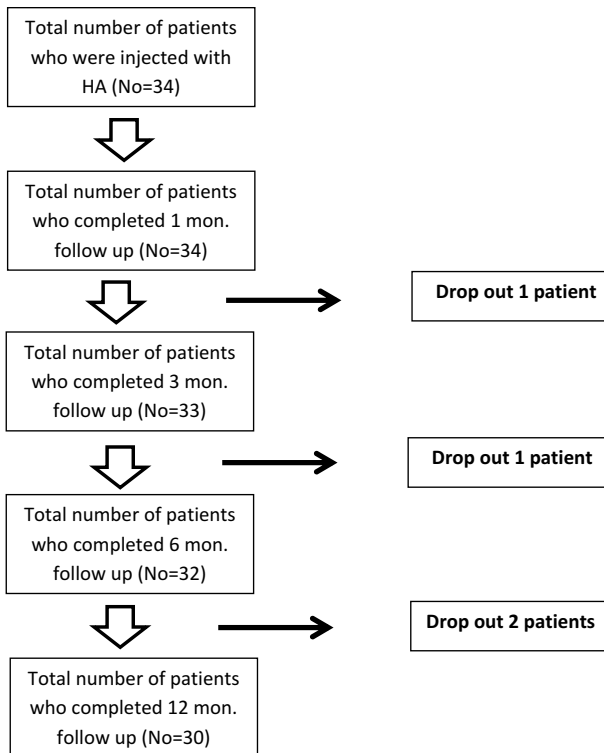 Total number of patients
who were injected with
HA (No=34)
Total number of patients
who completed 1 mon.
follow up (No=34)
Drop out 1 patient
Total number of patients
who completed 3 mon.
follow up (No=33)
Drop out 1 patient
Total number of patients
who completed 6 mon.
follow up (No=32)
Drop out 2 patients
Total number of patients
who completed 12 mon.
follow up (No=30)